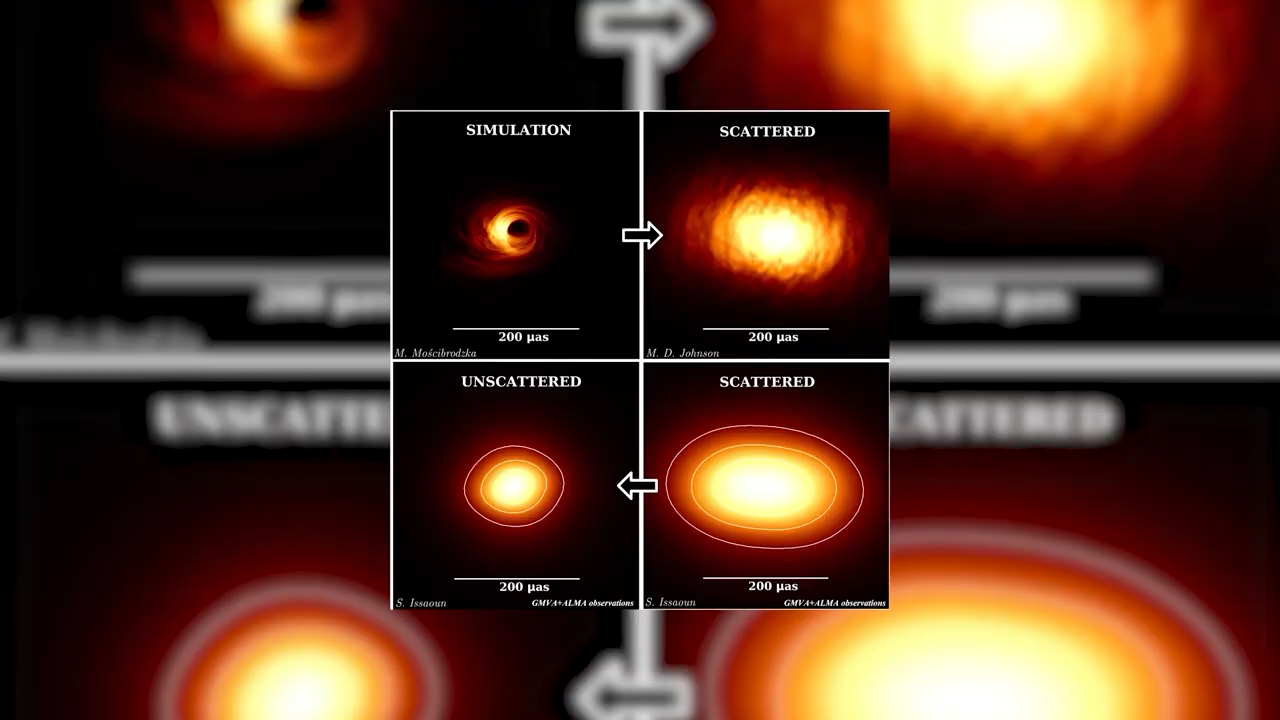 SIMULATION
SCATTERED
200 µas
200 µas
M. Mościbrodzka
M. D. Johnson
UNSCATTERED
SCATTERED
200 µas
200 µas
S. Issaoun
GMVA+ALMA observations
S. Issaoun
GMVA+ALMA observations